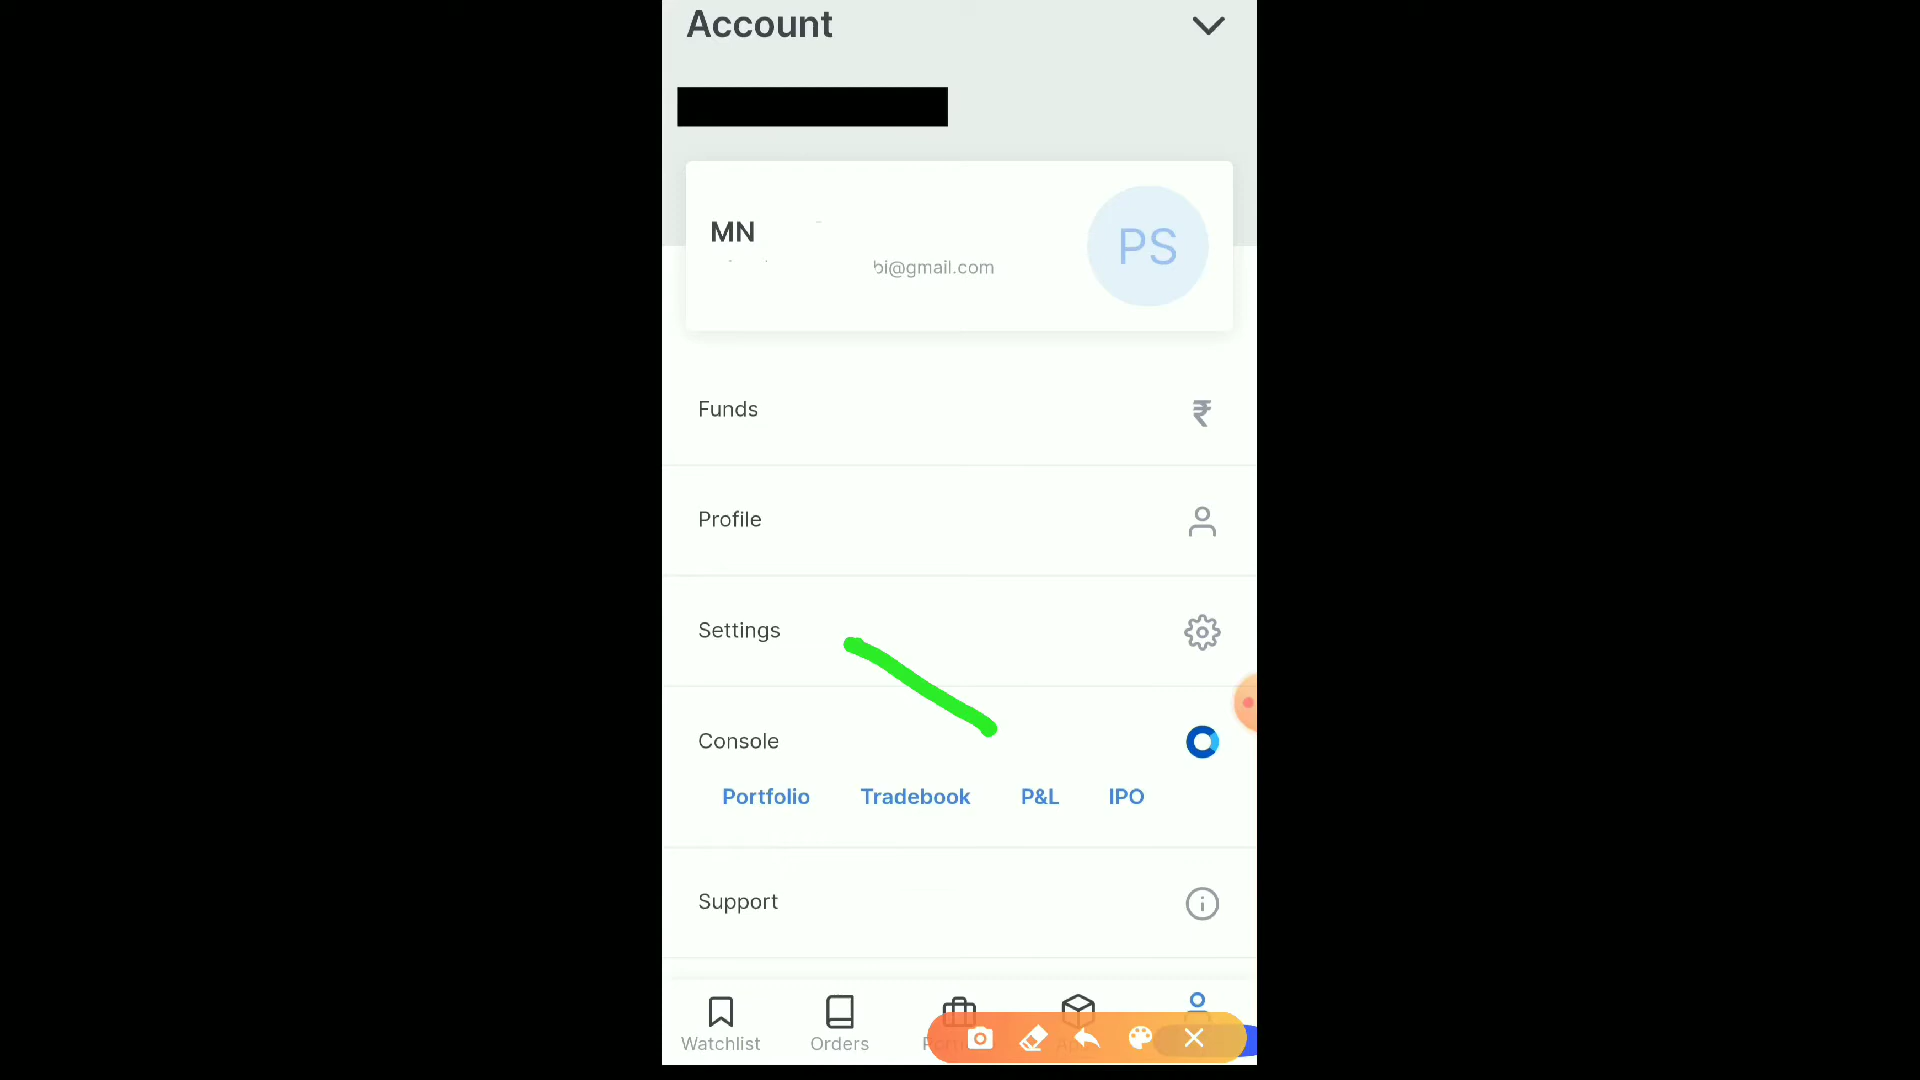 Account
MN
bi@gmail.com
PS
Funds
₹
Profile
Settings
Console
Portfolio Tradebook P&L IPO
Support
Watchlist Orders